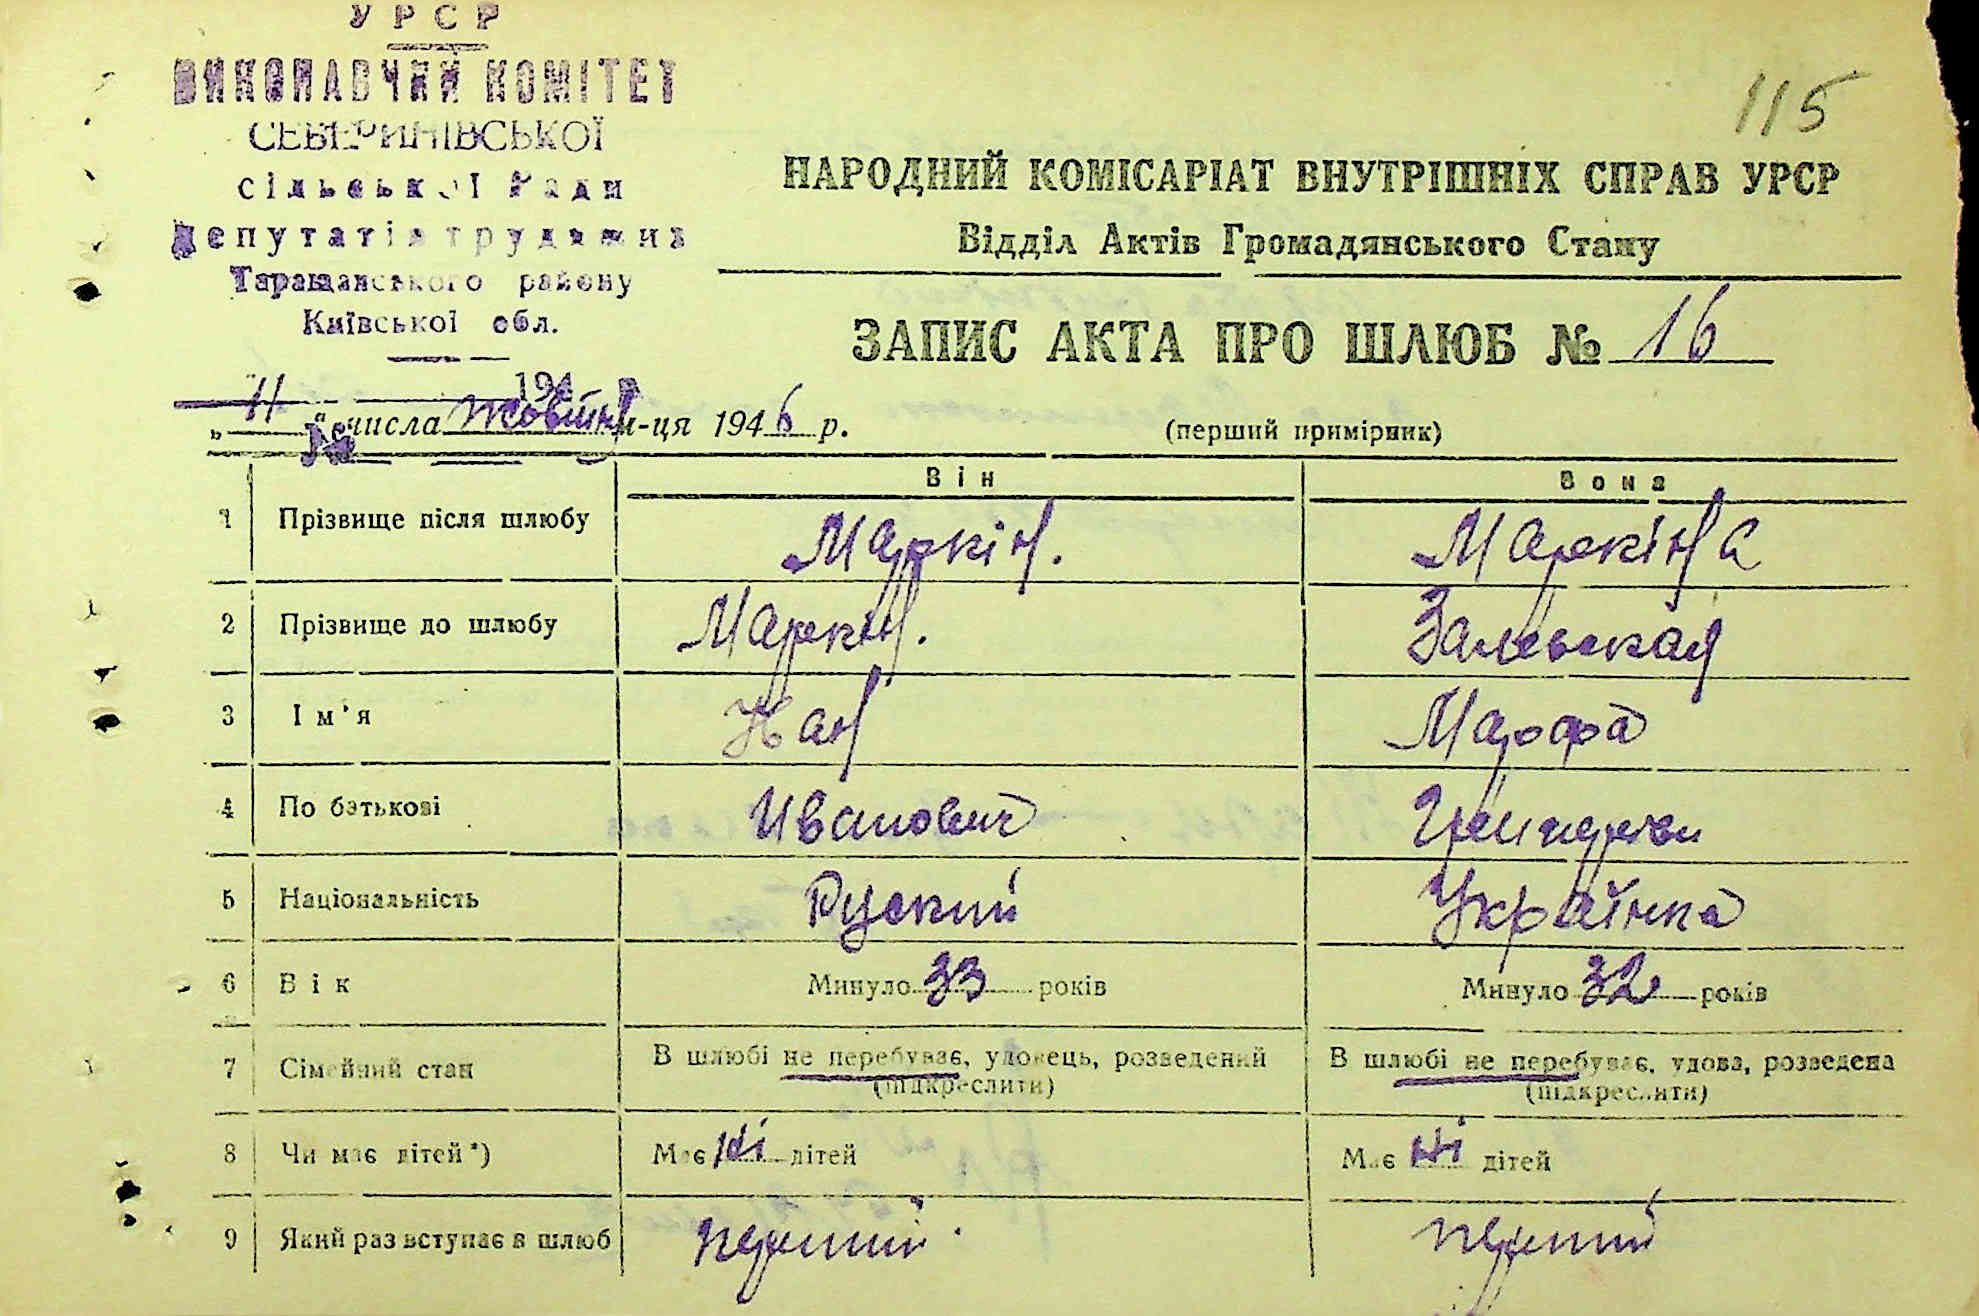 УРСР
ВИКОНАВЧИЙ КОМІТЕТ
СЕВЕРИНІВСЬКОЇ
сільської Ради
депутатів трудящих
Таращанського району
Київської обл.
194 р.
№
115
НАРОДНИЙ КОМІСАРІАТ ВНУТРІШНІХ СПРАВ УРСР
Відділ Актів Громадянського Стану
ЗАПИС АКТА ПРО ШЛЮБ № 16
„ 11 “ числа жовтня м-ця 1946 р. (перший примірник)
Він Вона
1 Прізвище після шлюбу Маркін. Маркіна
2 Прізвище до шлюбу Маркін. Залевская
3 Ім'я Марфа
4 По батькові Иванович
5 Національність Руский Українка
6 Вік Минуло 33 років Минуло 32 років
7 Сімейний стан В шлюбі не перебуває, удовець, розведений В шлюбі не перебуває, удова, розведена
(підкреслити) (підкреслити)
8 Чи має дітей*) Має ні дітей Має ні дітей
9 Який раз вступає в шлюб перший. перший